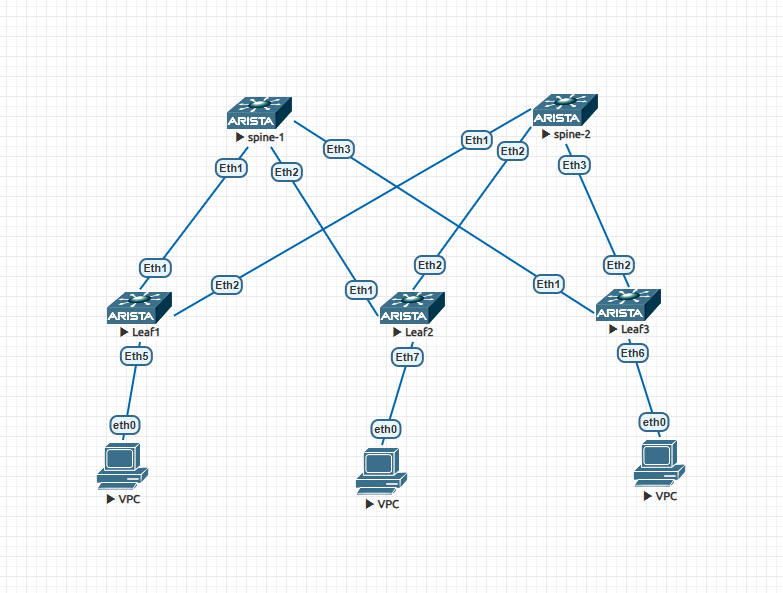 ARISTA
spine-1
ARISTA
spine-2
Eth1
Eth2
Eth3
Eth1
Eth2
Eth3
Eth1
Eth2
Eth1
Eth2
Eth1
Eth2
ARISTA
Leaf1
ARISTA
Leaf2
ARISTA
Leaf3
Eth5
Eth7
Eth6
eth0
eth0
eth0
VPC
VPC
VPC